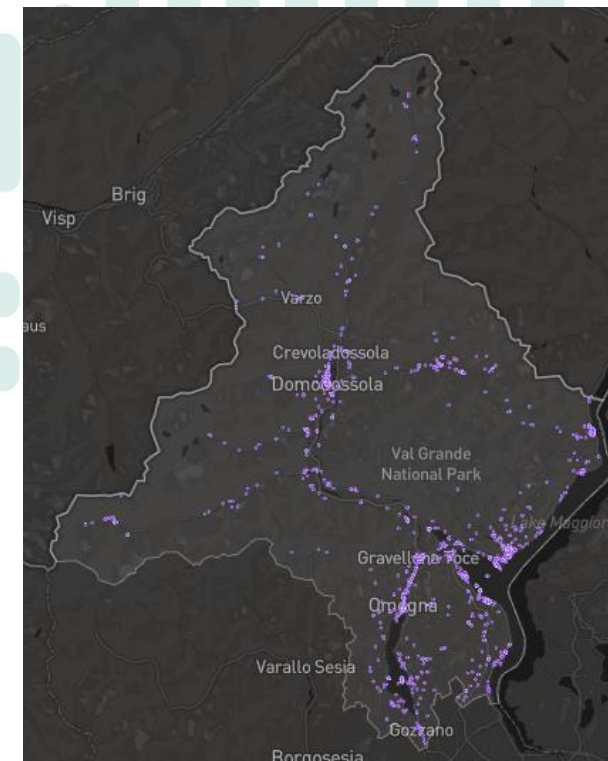 Brig
Visp
aus
Varzo
Crevoladossola
Domodossola
Val Grande
National Park
Lake Maggior
Gravellona Toce
Omegna
Varallo Sesia
Gozzano
Borgosesia